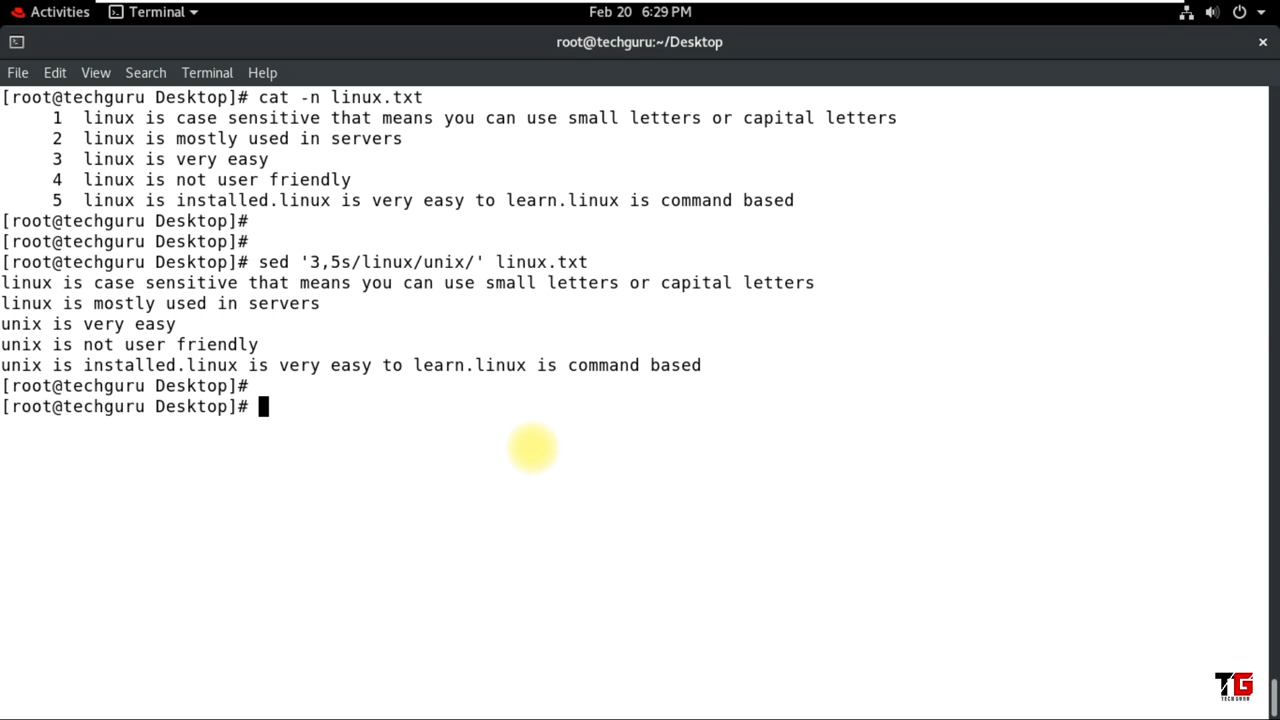 Activities Terminal Feb 20 6:29 PM
root@techguru:~/Desktop ×
File Edit View Search Terminal Help
[root@techguru Desktop]# cat -n linux.txt
1 linux is case sensitive that means you can use small letters or capital letters
2 linux is mostly used in servers
3 linux is very easy
4 linux is not user friendly
5 linux is installed.linux is very easy to learn.linux is command based
[root@techguru Desktop]#
[root@techguru Desktop]#
[root@techguru Desktop]# sed '3,5s/linux/unix/' linux.txt
linux is case sensitive that means you can use small letters or capital letters
linux is mostly used in servers
unix is very easy
unix is not user friendly
unix is installed.linux is very easy to learn.linux is command based
[root@techguru Desktop]#
[root@techguru Desktop]#
TG
TECH GURU